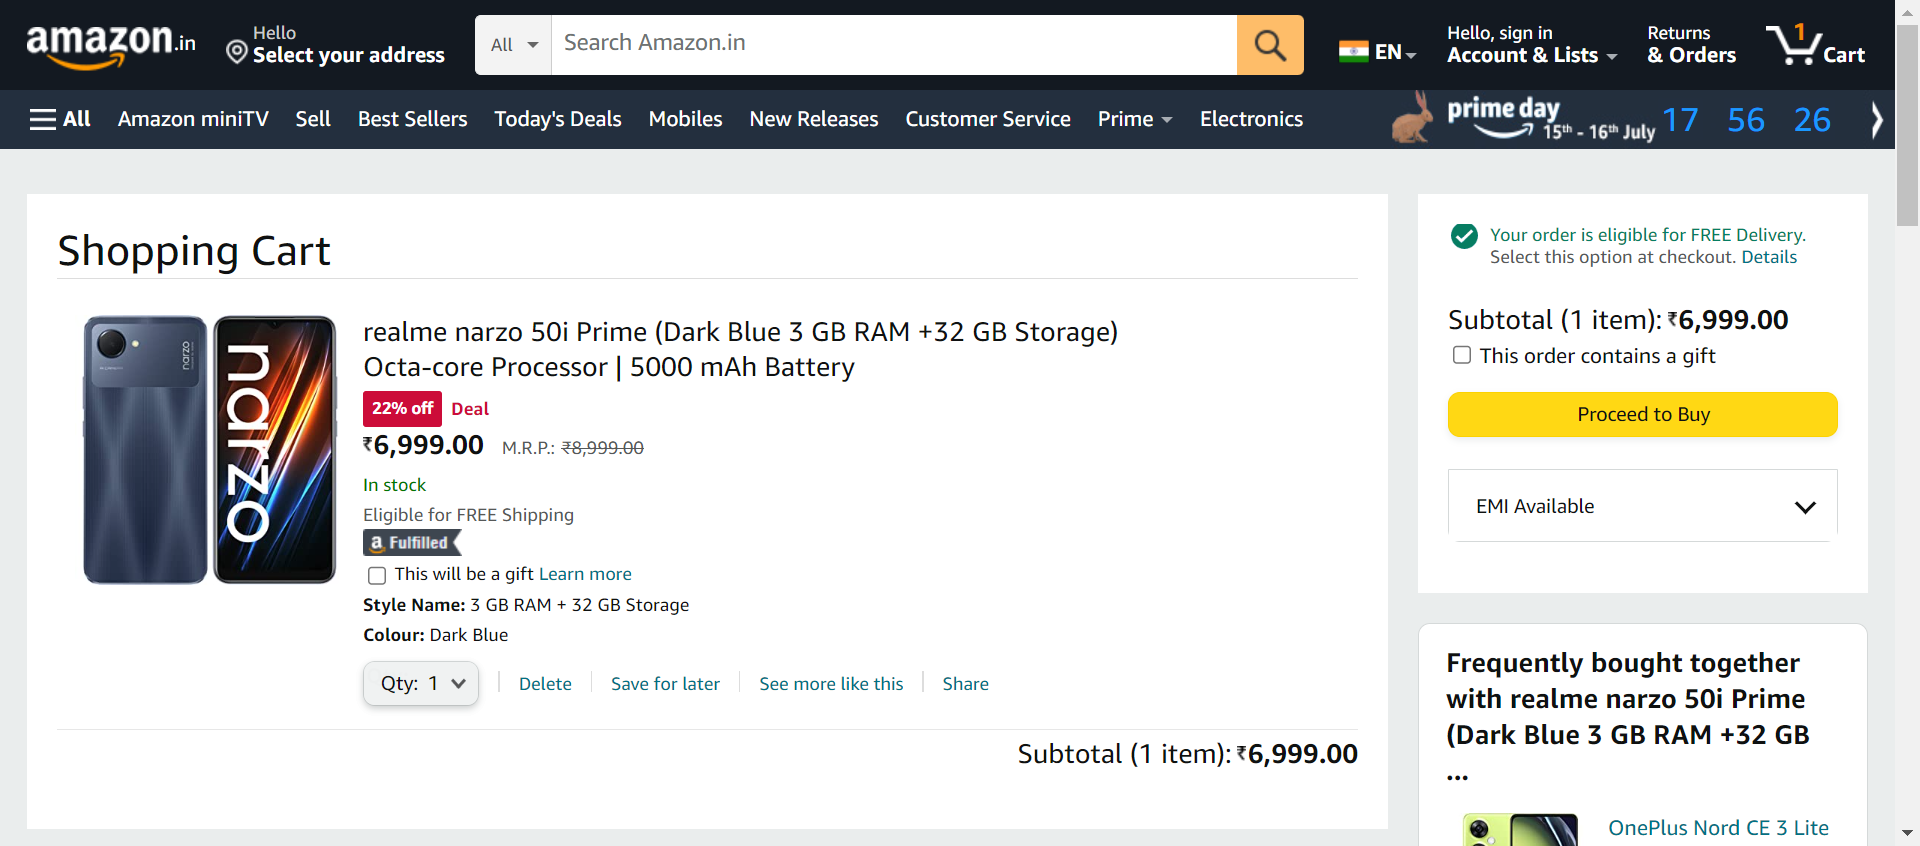 amazon.in
Hello
Select your address
All
Search Amazon.in
EN
Hello, sign in
Account & Lists
Returns
& Orders
1
Cart
All
Amazon miniTV
Sell
Best Sellers
Today's Deals
Mobiles
New Releases
Customer Service
Prime
Electronics
prime day
15th - 16th July
17 56 26
Shopping Cart
narzo
narzo
realme narzo 50i Prime (Dark Blue 3 GB RAM +32 GB Storage)
Octa-core Processor | 5000 mAh Battery
22% off Deal
₹6,999.00 M.R.P.: ₹8,999.00
In stock
Eligible for FREE Shipping
a Fulfilled
This will be a gift Learn more
Style Name: 3 GB RAM + 32 GB Storage
Colour: Dark Blue
Qty: 1
Delete
Save for later
See more like this
Share
Subtotal (1 item): ₹6,999.00
Your order is eligible for FREE Delivery.
Select this option at checkout. Details
Subtotal (1 item): ₹6,999.00
This order contains a gift
Proceed to Buy
EMI Available
Frequently bought together
with realme narzo 50i Prime
(Dark Blue 3 GB RAM +32 GB
...
OnePlus Nord CE 3 Lite